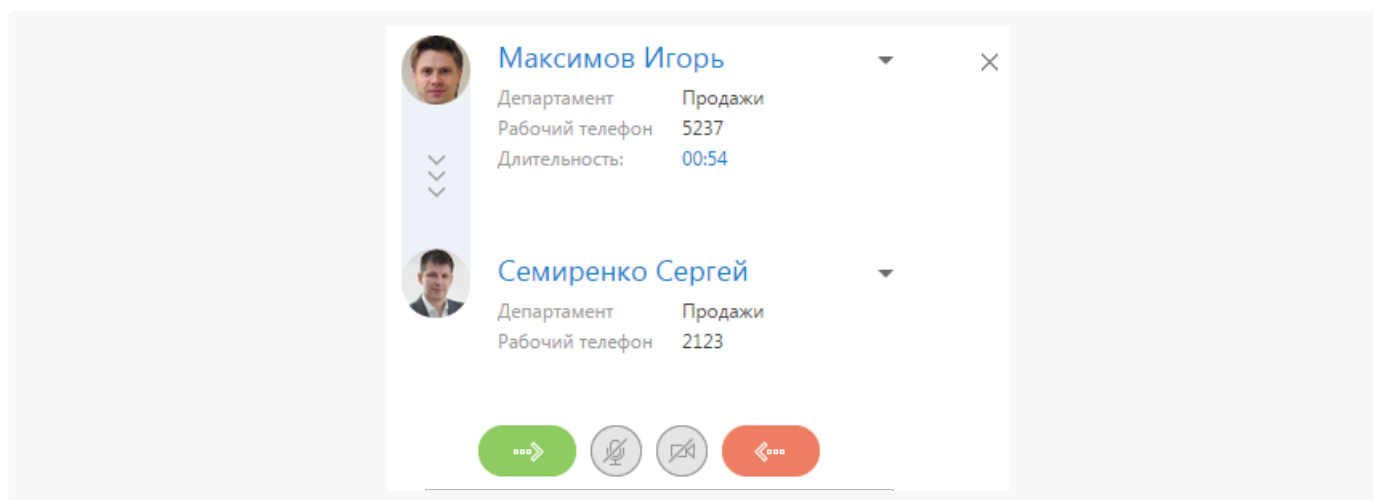 Максимов Игорь
Департамент Продажи
Рабочий телефон 5237
Длительность: 00:54
Семиренко Сергей
Департамент Продажи
Рабочий телефон 2123